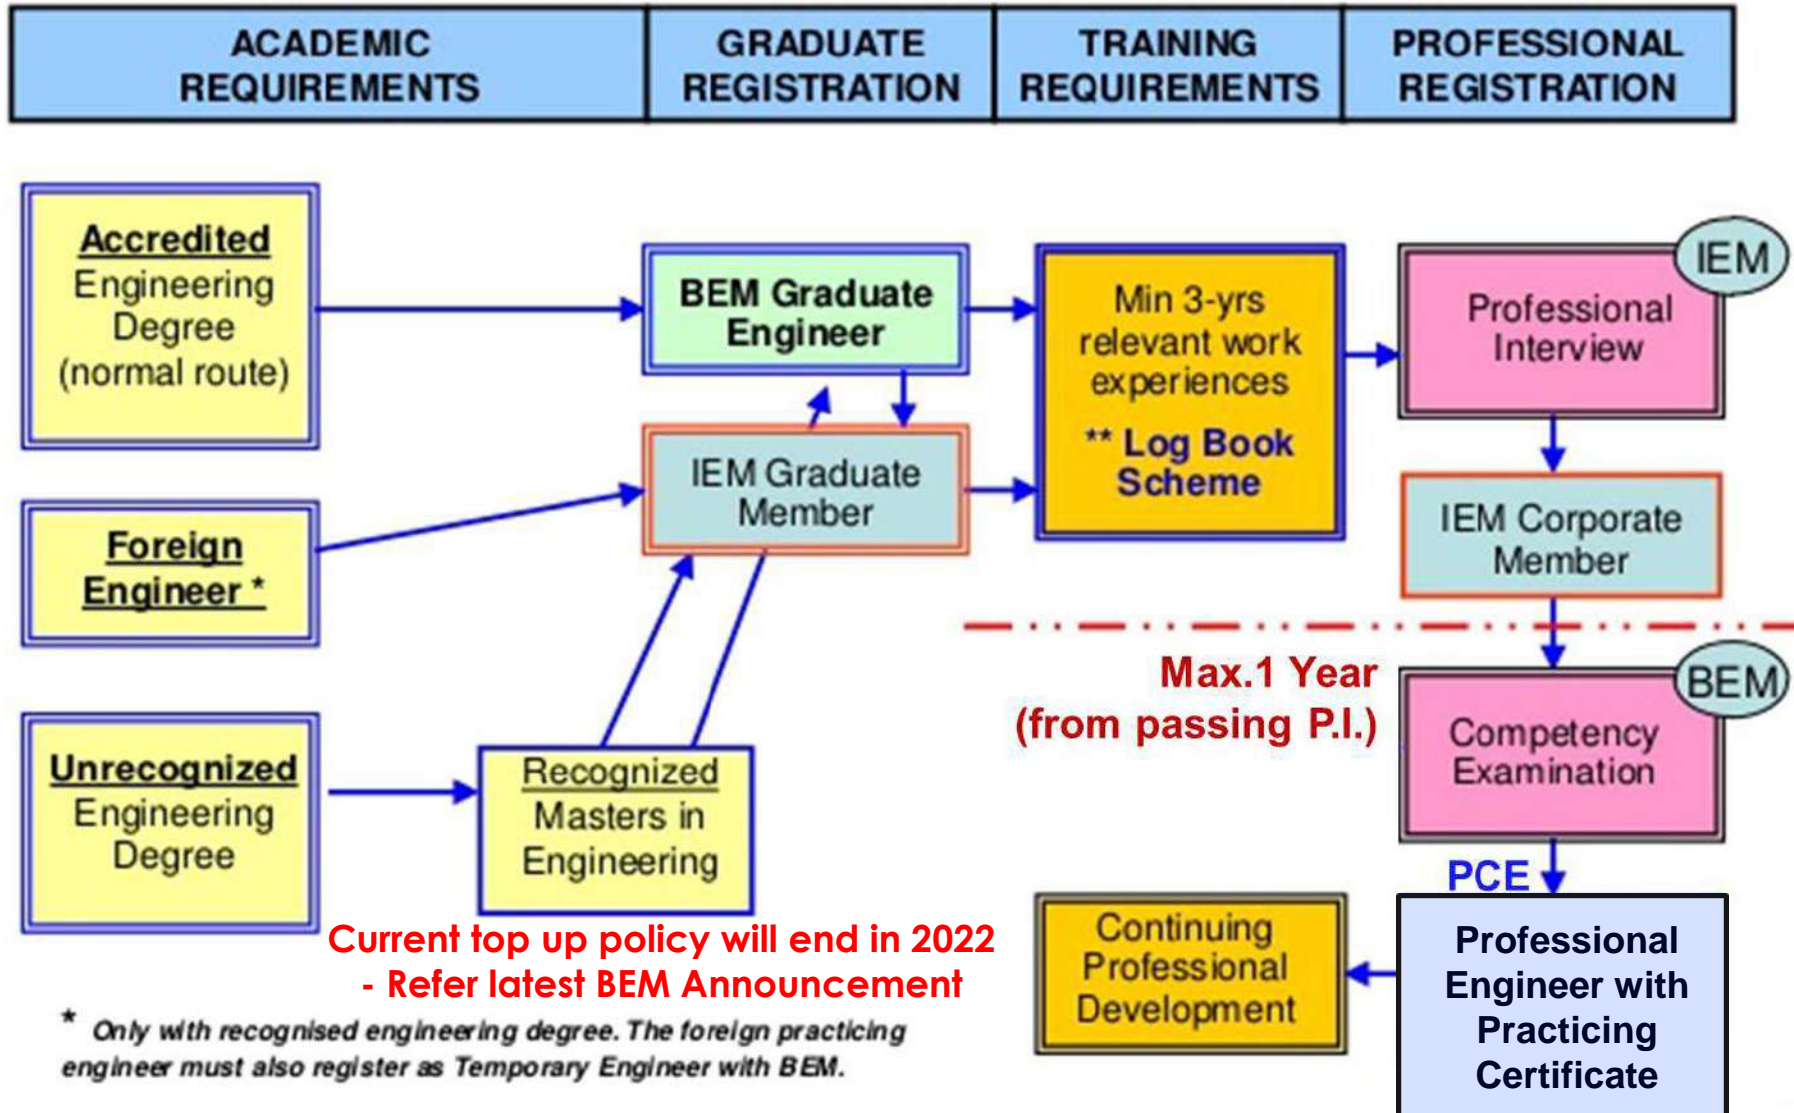 ACADEMIC
REQUIREMENTS
GRADUATE
REGISTRATION
TRAINING
REQUIREMENTS
PROFESSIONAL
REGISTRATION
Accredited
Engineering
Degree
(normal route)
BEM Graduate
Engineer
Min 3-yrs
relevant work
experiences
** Log Book
Scheme
IEM
Professional
Interview
IEM Graduate
Member
Foreign
Engineer *
IEM Corporate
Member
Max.1 Year
(from passing P.I.)
BEM
Competency
Examination
Unrecognized
Engineering
Degree
Recognized
Masters in
Engineering
PCE
Continuing
Professional
Development
Professional
Engineer with
Practicing
Certificate
Current top up policy will end in 2022
- Refer latest BEM Announcement
* Only with recognised engineering degree. The foreign practicing
engineer must also register as Temporary Engineer with BEM.